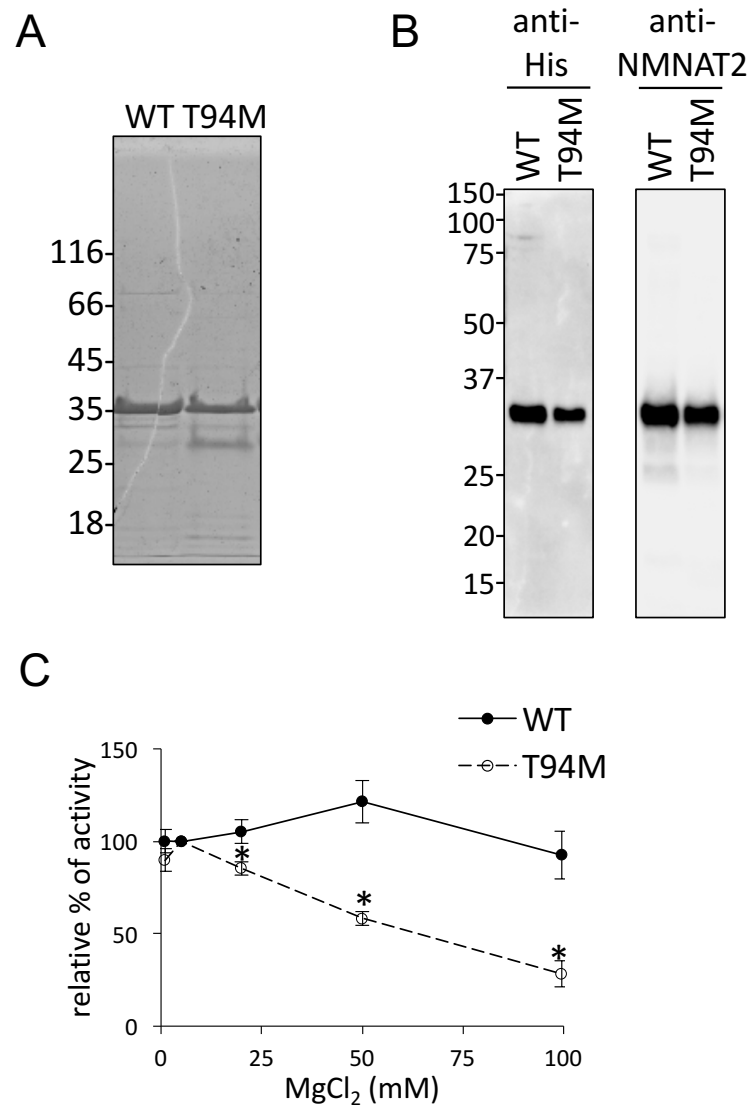 A
WT T94M
116
66
45
35
25
18
B
anti-
His
anti-
NMNAT2
WT
T94M
WT
T94M
150
100
75
50
37
25
20
15
C
WT
T94M
150
100
50
0
relative % of activity
*
*
*
0 25 50 75 100
MgCl₂ (mM)